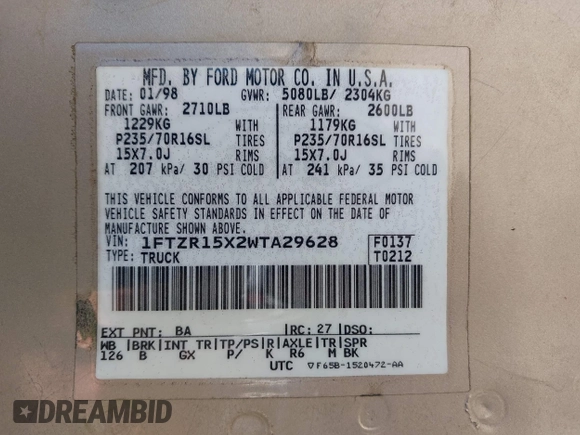 MFD. BY FORD MOTOR CO. IN U.S.A.
DATE: 01/98 GVWR: 5080LB/ 2304KG
FRONT GAWR: 2710LB REAR GAWR: 2600LB
1229KG WITH 1179KG WITH
P235/70R16SL TIRES P235/70R16SL TIRES
15X7.0J RIMS 15X7.0J RIMS
AT 207 kPa/ 30 PSI COLD AT 241 kPa/ 35 PSI COLD
THIS VEHICLE CONFORMS TO ALL APPLICABLE FEDERAL MOTOR
VEHICLE SAFETY STANDARDS IN EFFECT ON THE DATE OF
MANUFACTURE SHOWN ABOVE.
VIN: 1FTZR15X2WTA29628 F0137
TYPE: TRUCK T0212
EXT PNT: BA RC: 27 DSO:
WB BRK INT TR TP/PS R AXLE TR SPR
126 B GX P/ K R6 M BK
UTC ▽F65B-1520472-AA
DREAMBID